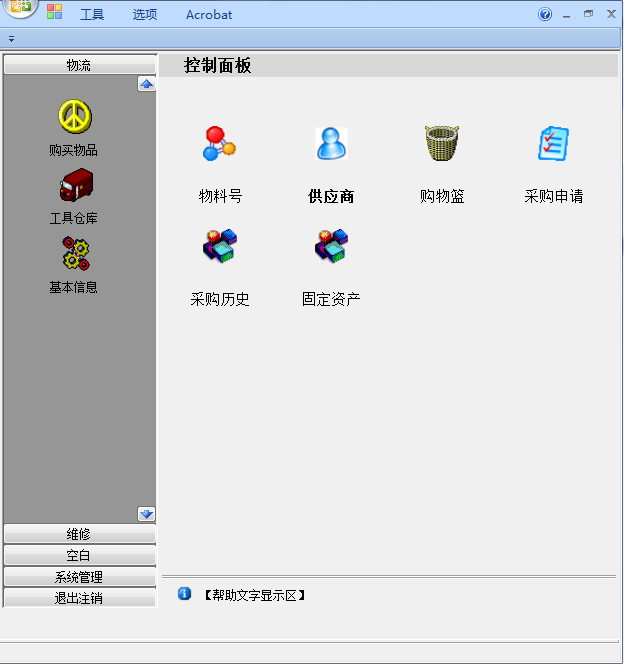 工具 选项 Acrobat
物流
控制面板
购买物品
工具仓库
基本信息
物料号 供应商 购物篮 采购申请
采购历史 固定资产
维修
空白
系统管理
退出注销
【帮助文字显示区】